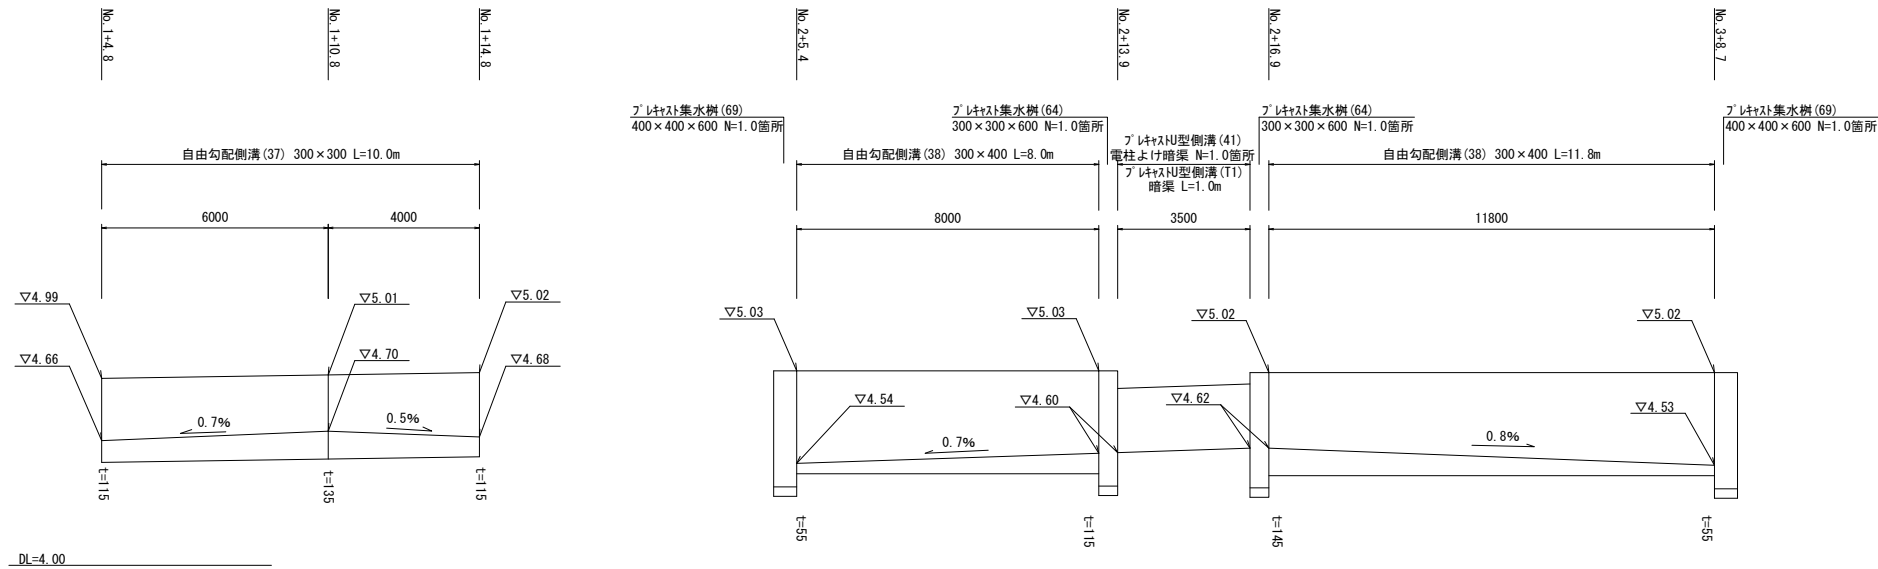 No.1+4.8
No.1+10.8
No.1+14.8
No.2+5.4
No.2+13.9
No.2+16.9
No.3+8.7
プレキャスト集水桝(69)
400×400×600 N=1.0箇所
プレキャスト集水桝(64)
300×300×600 N=1.0箇所
プレキャスト集水桝(64)
300×300×600 N=1.0箇所
プレキャスト集水桝(69)
400×400×600 N=1.0箇所
自由勾配側溝(37) 300×300 L=10.0m
自由勾配側溝(38) 300×400 L=8.0m
プレキャストU型側溝(41)
電柱よけ暗渠 N=1.0箇所
プレキャストU型側溝(T1)
暗渠 L=1.0m
自由勾配側溝(38) 300×400 L=11.8m
6000
4000
8000
3500
11800
▽4.99
▽5.01
▽5.02
▽5.03
▽5.03
▽5.02
▽5.02
▽4.66
▽4.70
▽4.68
▽4.54
▽4.60
▽4.62
▽4.53
0.7%
0.5%
0.7%
0.8%
t=115
t=135
t=115
t=55
t=115
t=145
t=55
DL=4.00